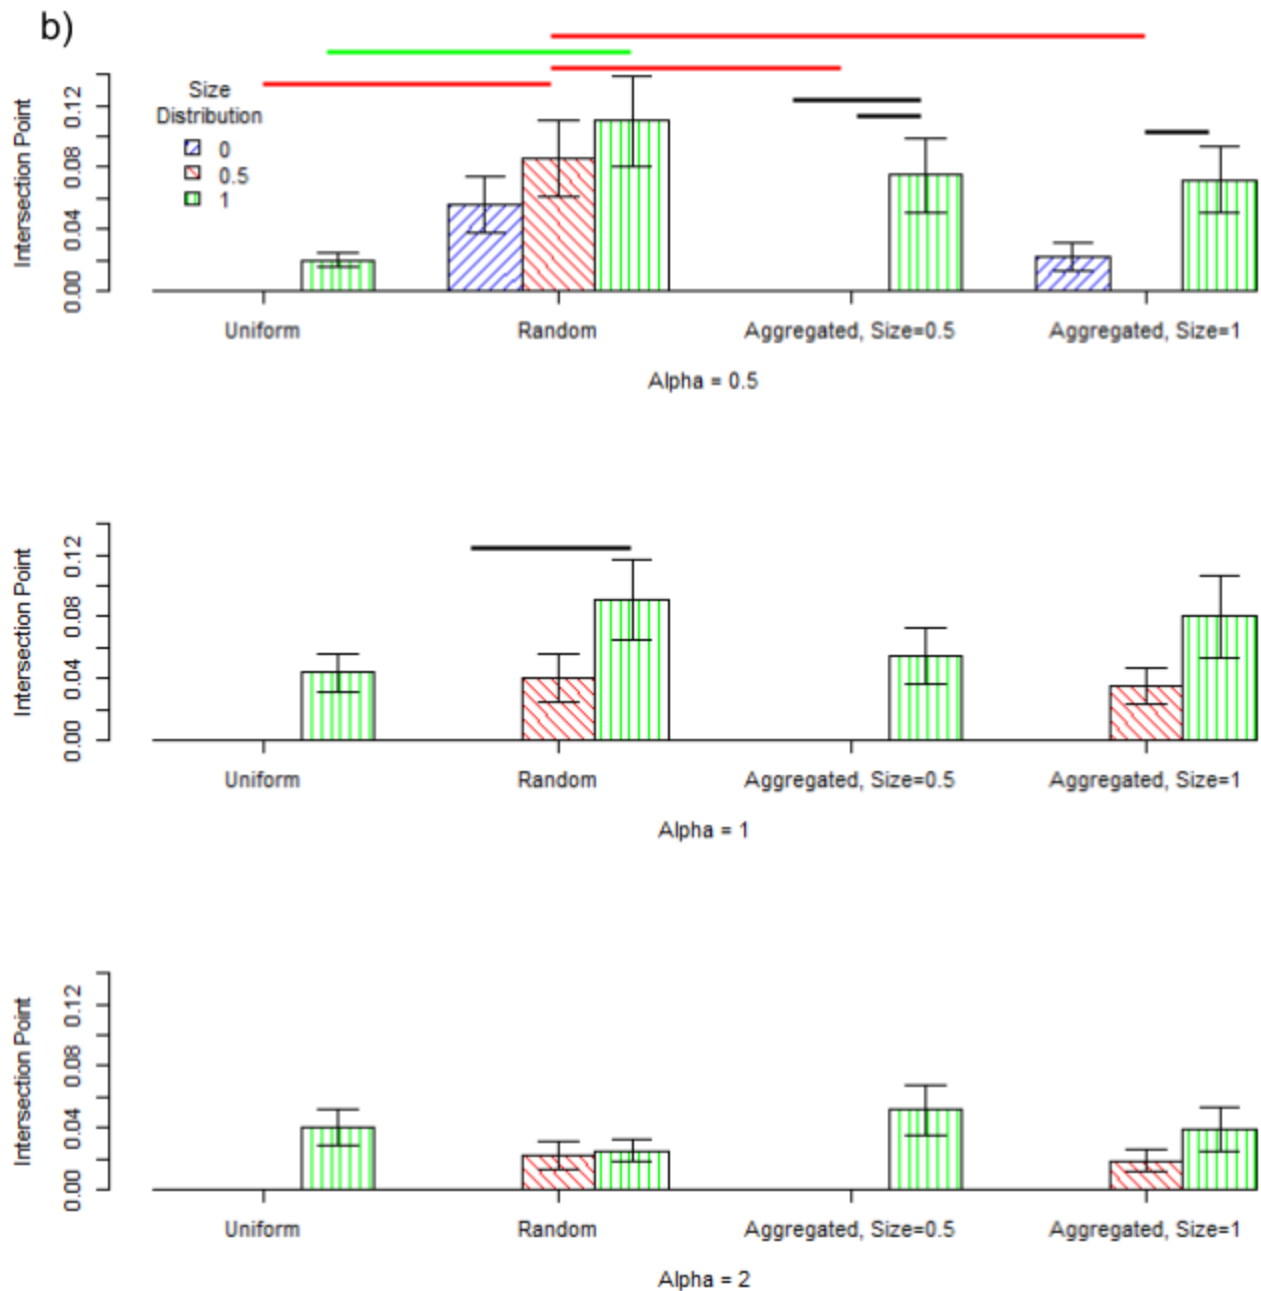 b)
Size
Distribution
0
0.5
1
Intersection Point
0.00 0.04 0.08 0.12
Uniform Random Aggregated, Size=0.5 Aggregated, Size=1
Alpha = 0.5
Intersection Point
0.00 0.04 0.08 0.12
Uniform Random Aggregated, Size=0.5 Aggregated, Size=1
Alpha = 1
Intersection Point
0.00 0.04 0.08 0.12
Uniform Random Aggregated, Size=0.5 Aggregated, Size=1
Alpha = 2